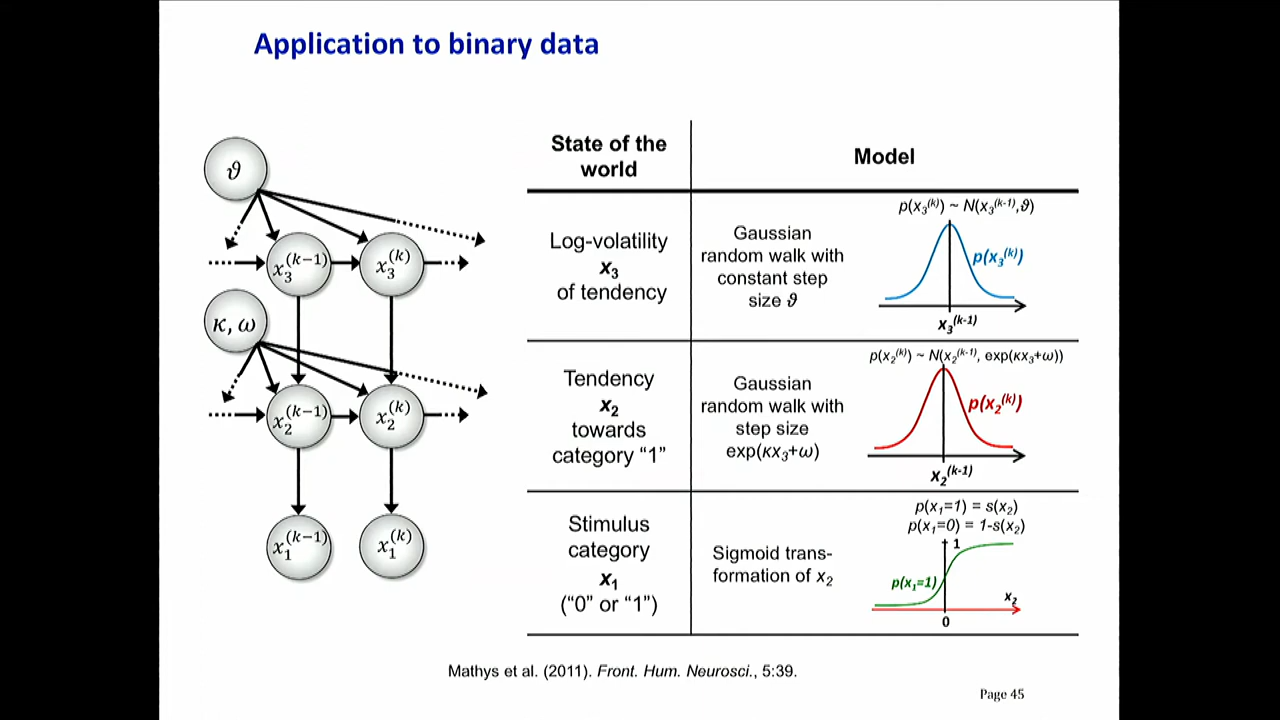 Application to binary data
ϑ
x₃⁽ᵏ⁻¹⁾
x₃⁽ᵏ⁾
κ, ω
x₂⁽ᵏ⁻¹⁾
x₂⁽ᵏ⁾
x₁⁽ᵏ⁻¹⁾
x₁⁽ᵏ⁾
State of the
world
Model
Log-volatility
x₃
of tendency
Gaussian
random walk with
constant step
size ϑ
p(x₃⁽ᵏ⁾) ~ N(x₃⁽ᵏ⁻¹⁾,ϑ)
p(x₃⁽ᵏ⁾)
x₃⁽ᵏ⁻¹⁾
Tendency
x₂
towards
category “1”
Gaussian
random walk with
step size
exp(κx₃+ω)
p(x₂⁽ᵏ⁾) ~ N(x₂⁽ᵏ⁻¹⁾, exp(κx₃+ω))
p(x₂⁽ᵏ⁾)
x₂⁽ᵏ⁻¹⁾
Stimulus
category
x₁
(“0” or “1”)
Sigmoid trans-
formation of x₂
p(x₁=1) = s(x₂)
p(x₁=0) = 1-s(x₂)
1
p(x₁=1)
x₂
0
Mathys et al. (2011). Front. Hum. Neurosci., 5:39.
Page 45